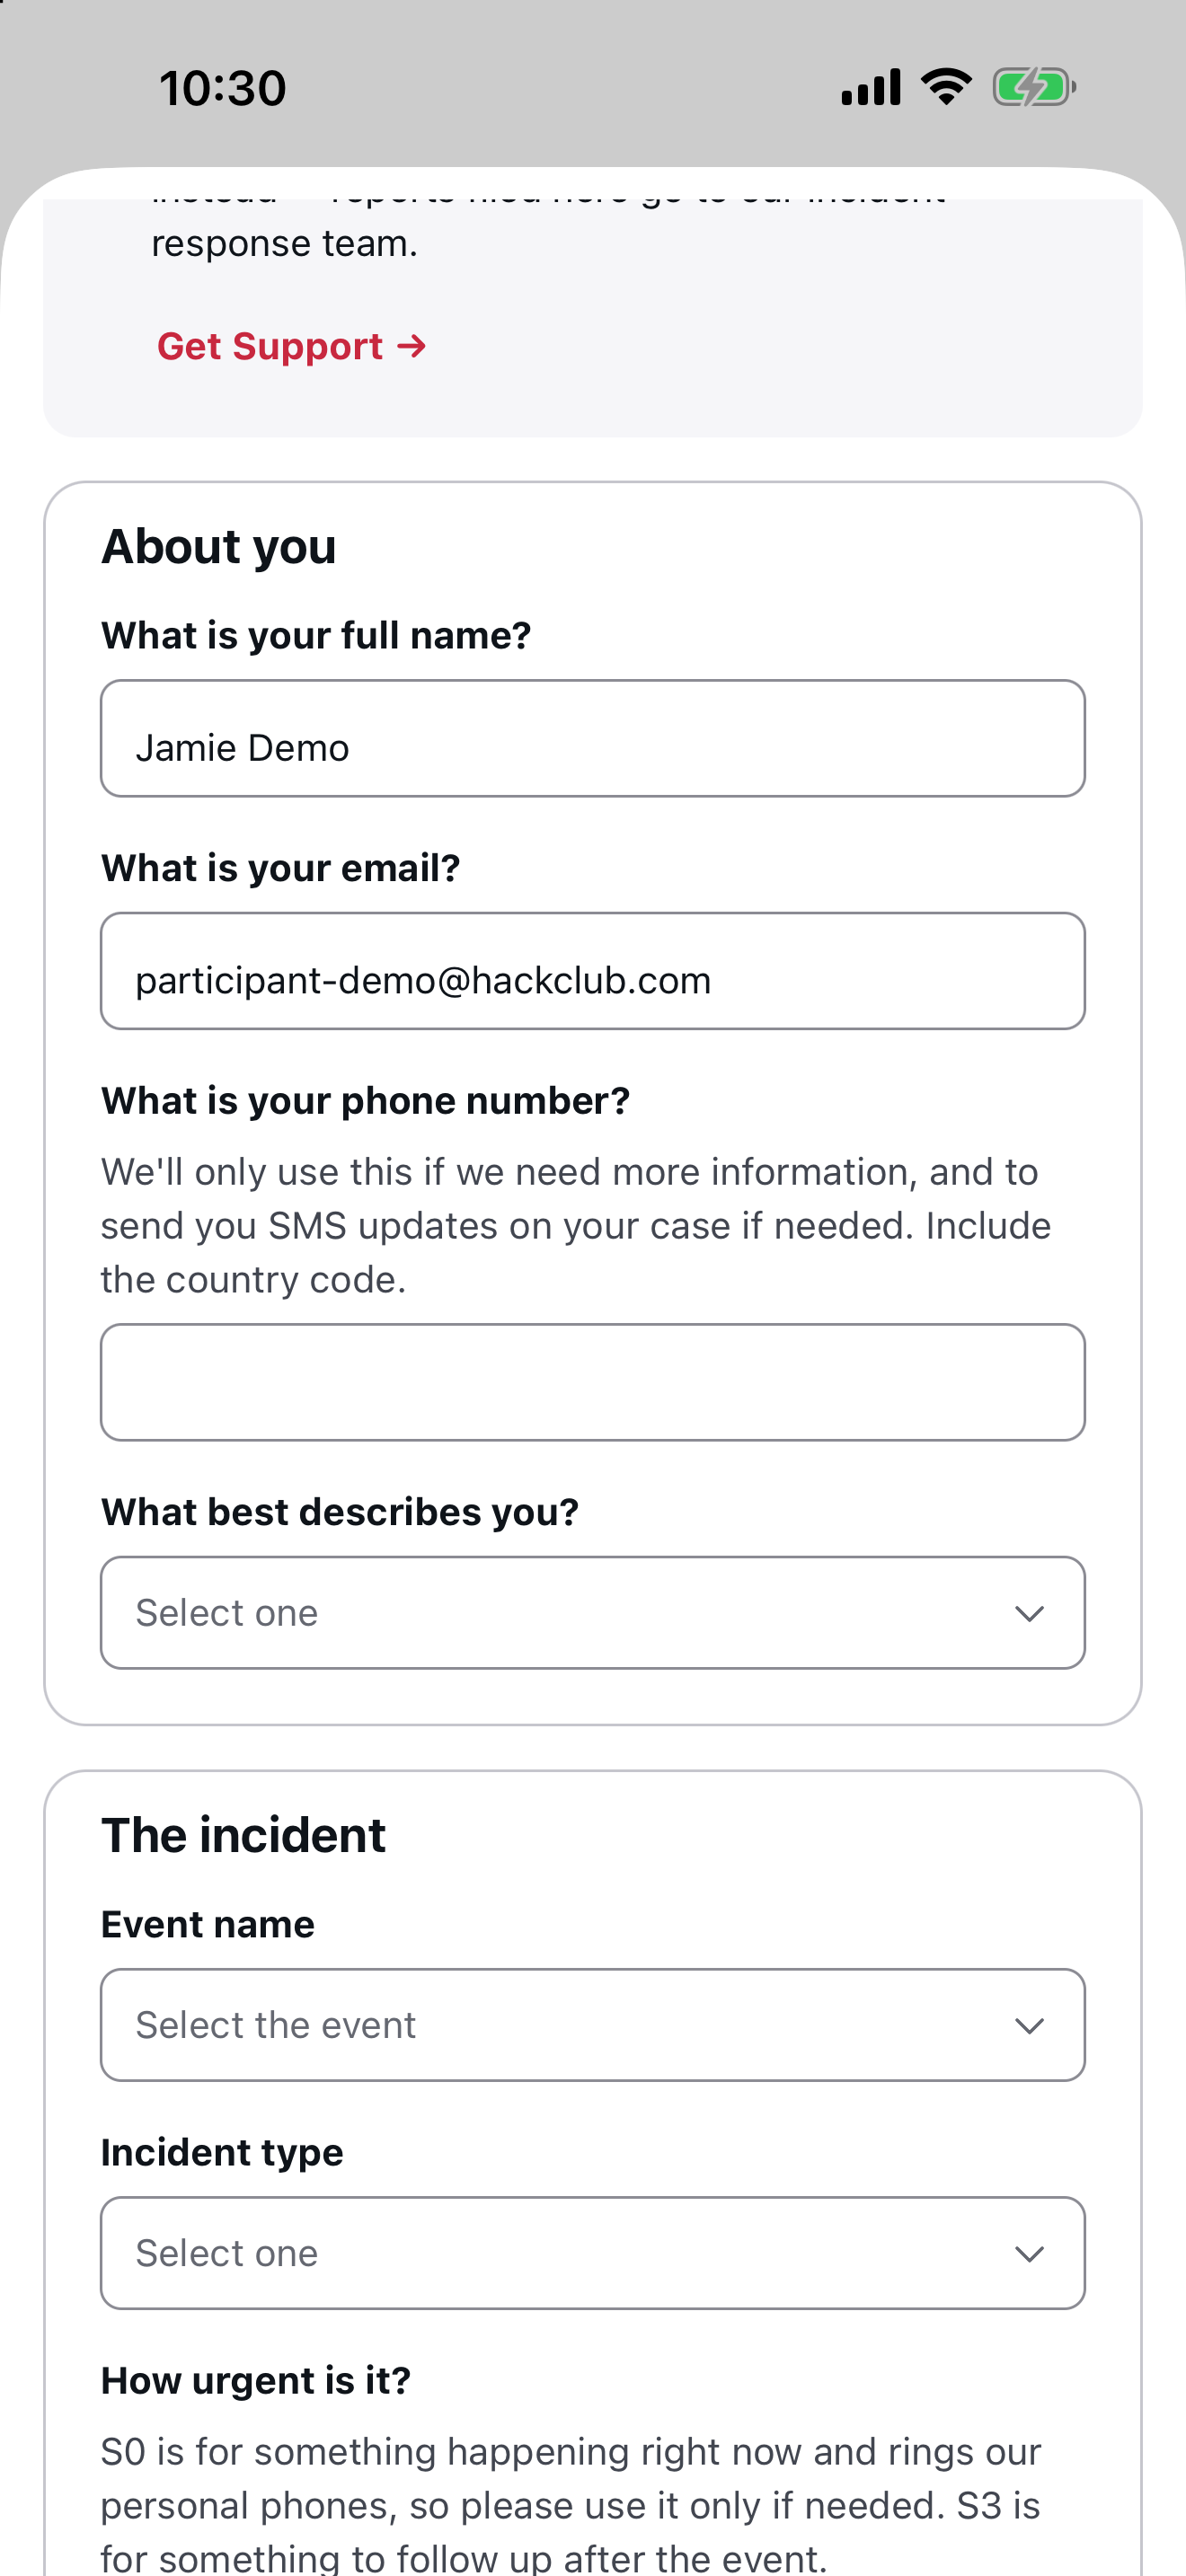 10:30
response team.
Get Support →
About you
What is your full name?
Jamie Demo
What is your email?
participant-demo@hackclub.com
What is your phone number?
We'll only use this if we need more information, and to
send you SMS updates on your case if needed. Include
the country code.
What best describes you?
Select one
The incident
Event name
Select the event
Incident type
Select one
How urgent is it?
S0 is for something happening right now and rings our
personal phones, so please use it only if needed. S3 is
for something to follow up after the event.